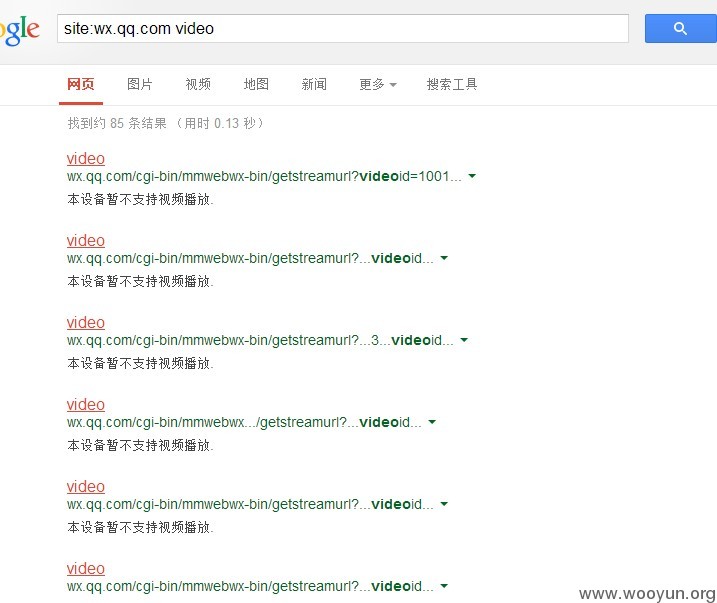 ogle site:wx.qq.com video
网页 图片 视频 地图 新闻 更多 搜索工具
找到约 85 条结果 （用时 0.13 秒）
video
wx.qq.com/cgi-bin/mmwebwx-bin/getstreamurl?videoid=1001...
本设备暂不支持视频播放.
video
wx.qq.com/cgi-bin/mmwebwx-bin/getstreamurl?...videoid...
本设备暂不支持视频播放.
video
wx.qq.com/cgi-bin/mmwebwx-bin/getstreamurl?...3...videoid...
本设备暂不支持视频播放.
video
wx.qq.com/cgi-bin/mmwebwx.../getstreamurl?...videoid...
本设备暂不支持视频播放.
video
wx.qq.com/cgi-bin/mmwebwx-bin/getstreamurl?...videoid...
本设备暂不支持视频播放.
video
wx.qq.com/cgi-bin/mmwebwx-bin/getstreamurl?...videoid...
www.wooyun.org